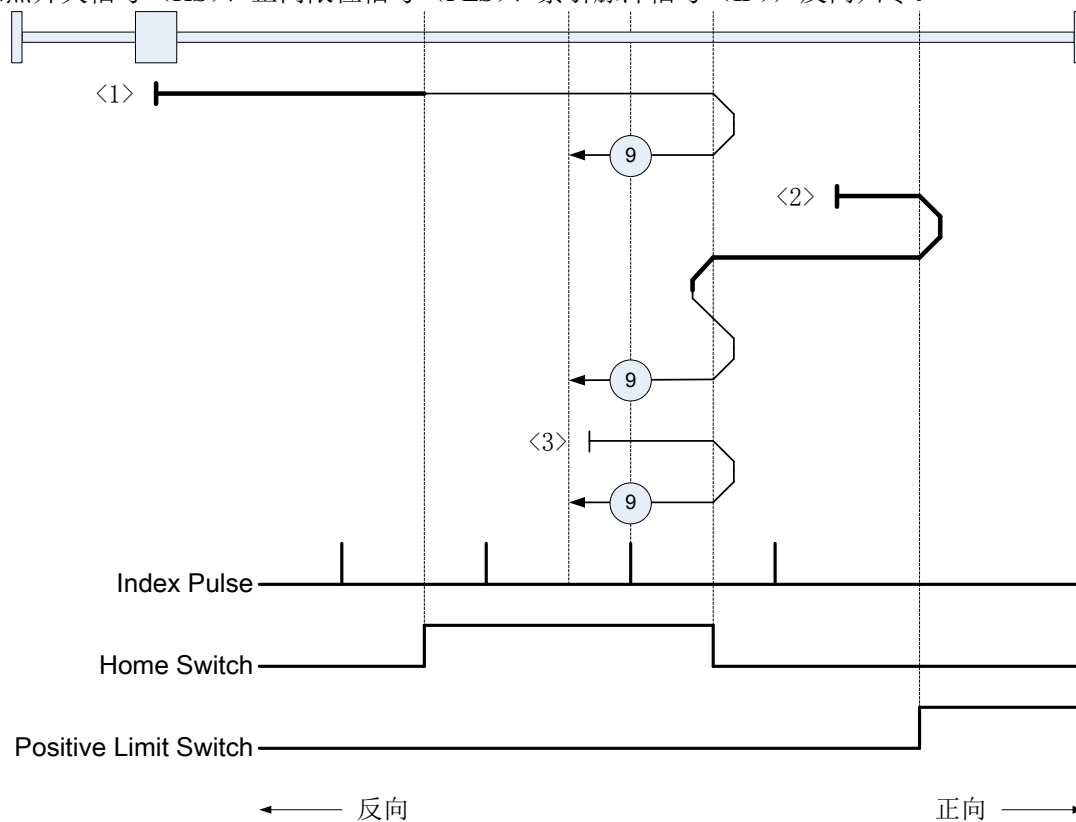 <1>
9
<2>
9
<3>
9
Index Pulse
Home Switch
Positive Limit Switch
反向 正向